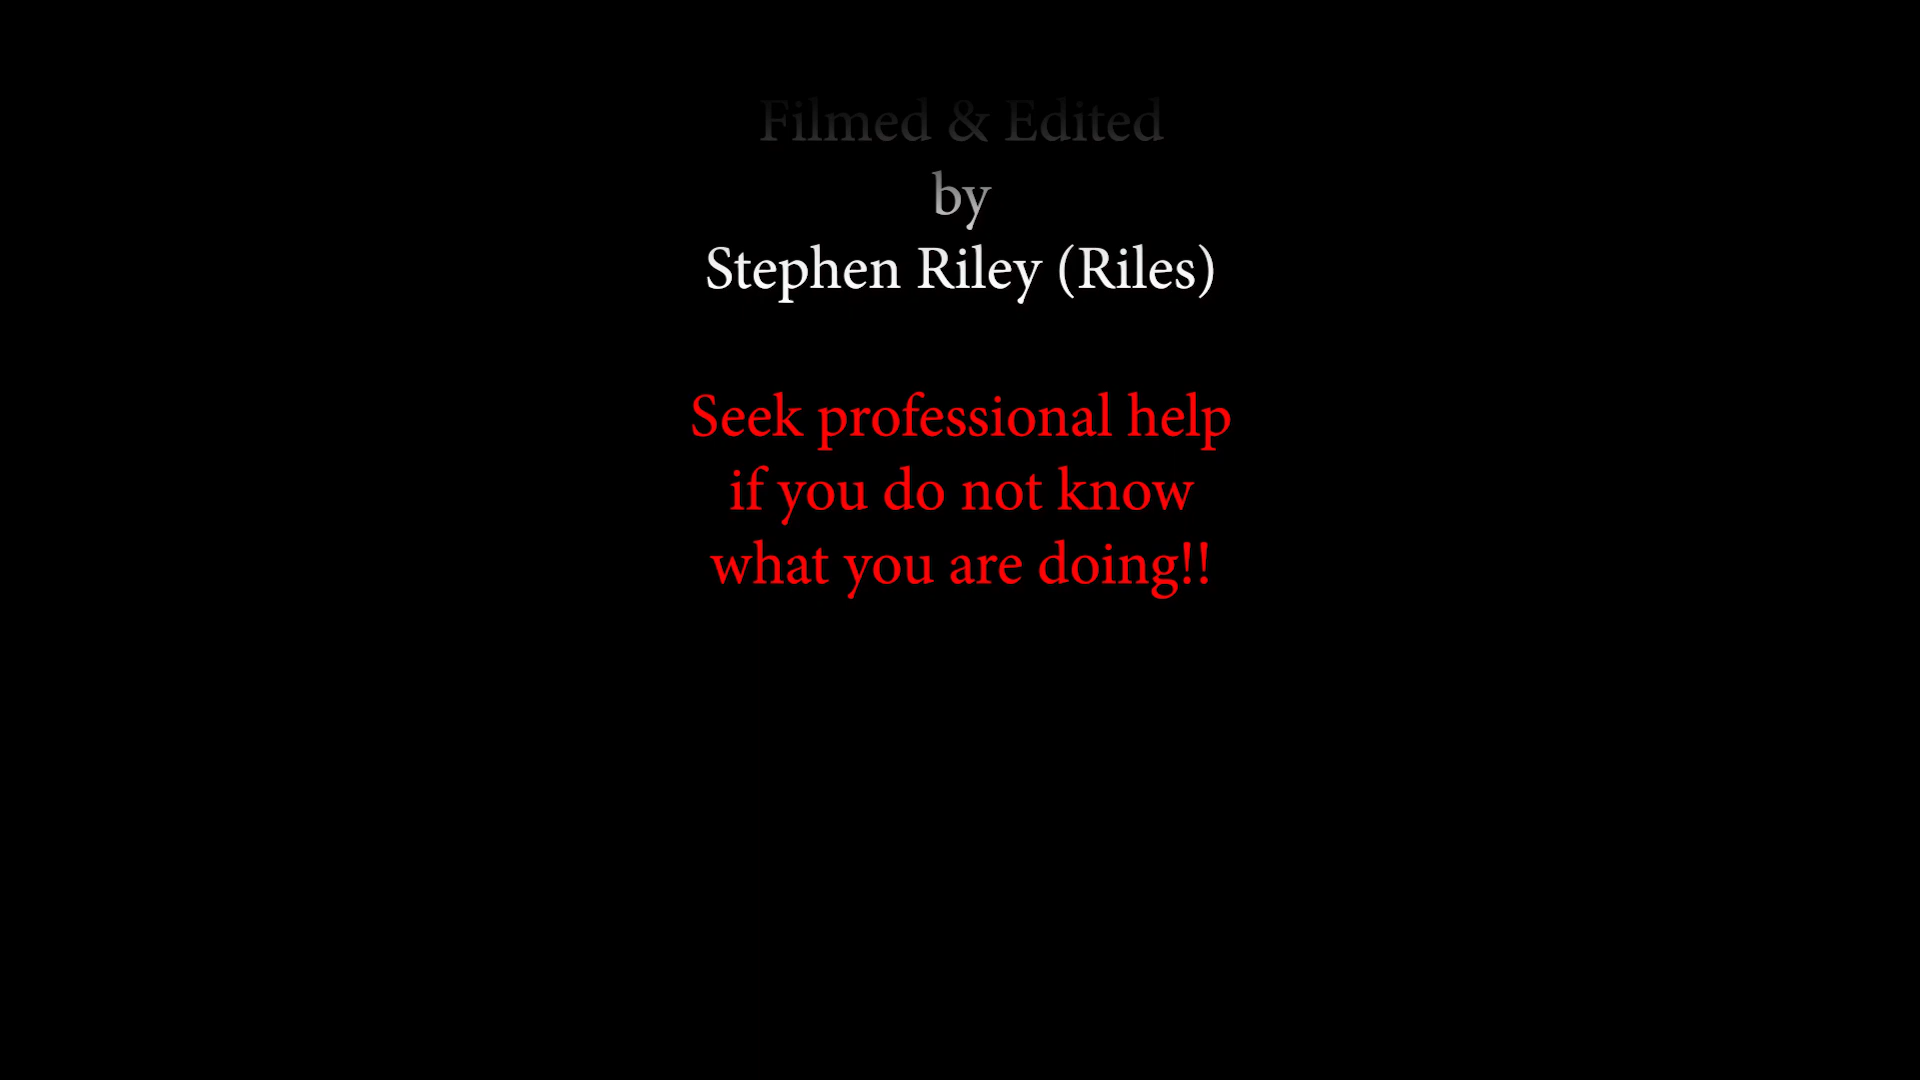 Filmed & Edited
by
Stephen Riley (Riles)
Seek professional help
if you do not know
what you are doing!!